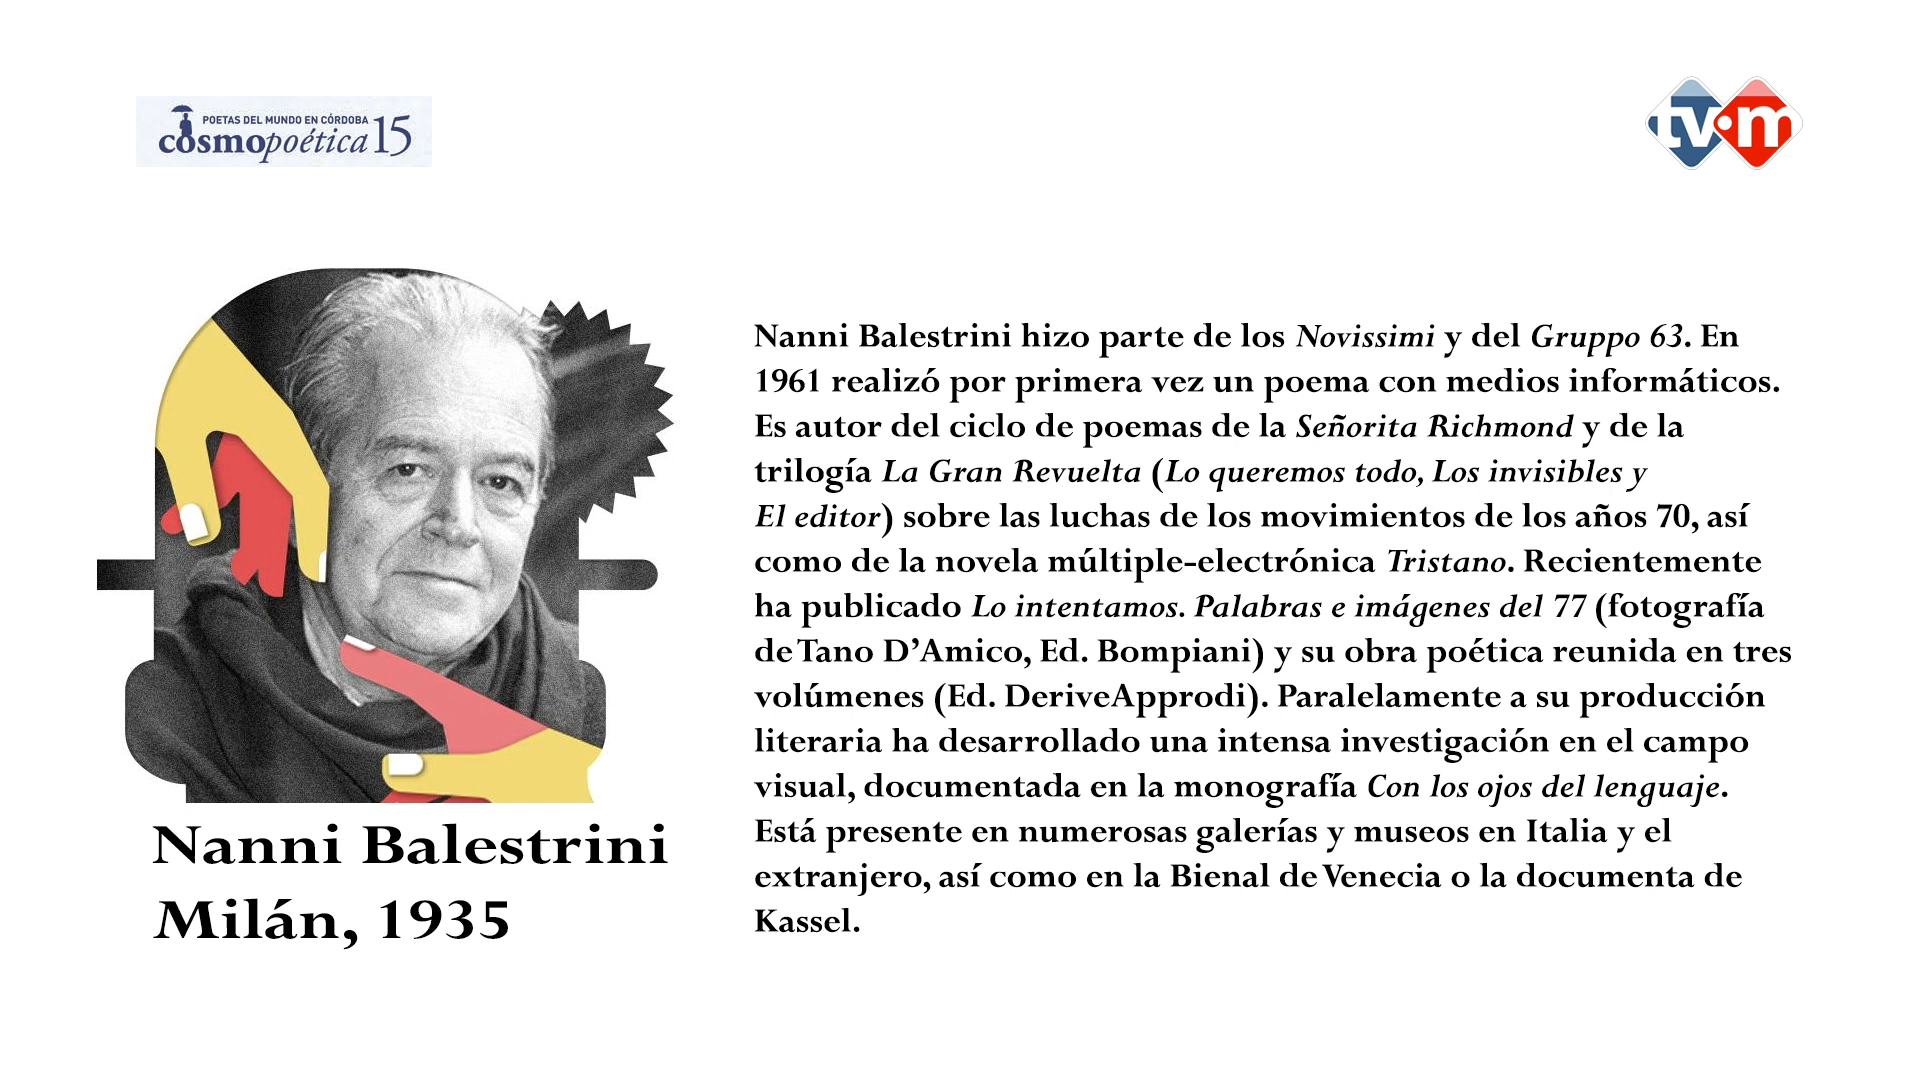 POETAS DEL MUNDO EN CÓRDOBA
cosmopoética 15
tv.m
Nanni Balestrini
Milán, 1935
Nanni Balestrini hizo parte de los Novissimi y del Gruppo 63. En
1961 realizó por primera vez un poema con medios informáticos.
Es autor del ciclo de poemas de la Señorita Richmond y de la
trilogía La Gran Revuelta (Lo queremos todo, Los invisibles y
El editor) sobre las luchas de los movimientos de los años 70, así
como de la novela múltiple-electrónica Tristano. Recientemente
ha publicado Lo intentamos. Palabras e imágenes del 77 (fotografía
de Tano D’Amico, Ed. Bompiani) y su obra poética reunida en tres
volúmenes (Ed. DeriveApprodi). Paralelamente a su producción
literaria ha desarrollado una intensa investigación en el campo
visual, documentada en la monografía Con los ojos del lenguaje.
Está presente en numerosas galerías y museos en Italia y el
extranjero, así como en la Bienal de Venecia o la documenta de
Kassel.